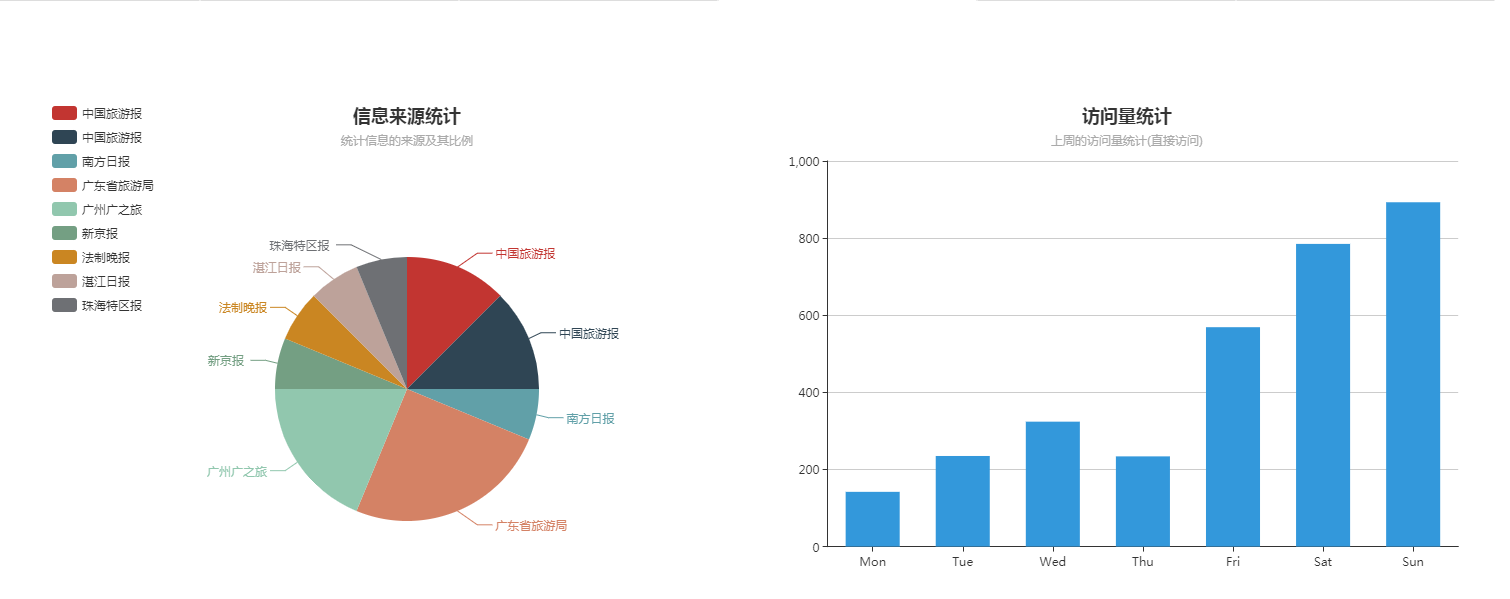 中国旅游报
中国旅游报
南方日报
广东省旅游局
广州广之旅
新京报
法制晚报
湛江日报
珠海特区报
信息来源统计
统计信息的来源及其比例
珠海特区报
中国旅游报
湛江日报
法制晚报
中国旅游报
新京报
南方日报
广州广之旅
广东省旅游局
访问量统计
上周的访问量统计(直接访问)
1,000
800
600
400
200
0
Mon Tue Wed Thu Fri Sat Sun